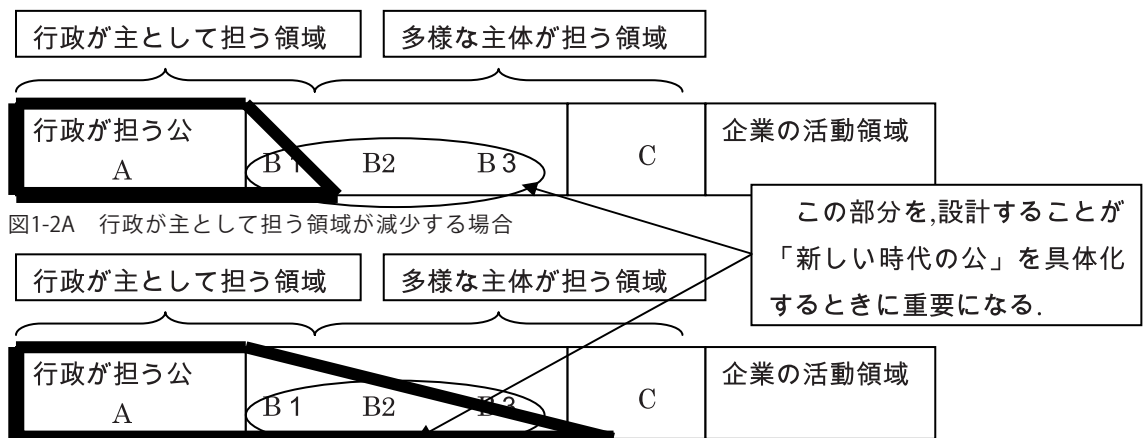 行政が主として担う領域 多様な主体が担う領域
行政が担う公 企業の活動領域
A B1 B2 B3 C
図1-2A 行政が主として担う領域が減少する場合
この部分を,設計することが
「新しい時代の公」を具体化
するときに重要になる.
行政が主として担う領域 多様な主体が担う領域
行政が担う公 企業の活動領域
A B1 B2 B3 C